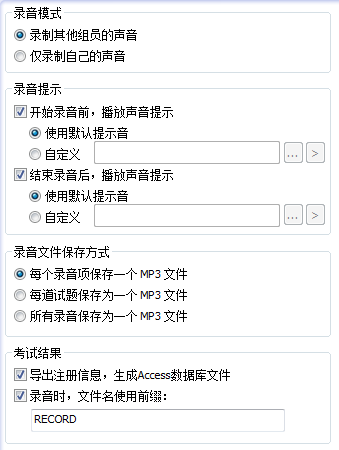 录音模式
录制其他组员的声音
仅录制自己的声音
录音提示
开始录音前，播放声音提示
使用默认提示音
自定义 ... >
结束录音后，播放声音提示
使用默认提示音
自定义 ... >
录音文件保存方式
每个录音项保存一个 MP3 文件
每道试题保存为一个 MP3 文件
所有录音保存为一个 MP3 文件
考试结果
导出注册信息，生成Access数据库文件
录音时，文件名使用前缀：
RECORD